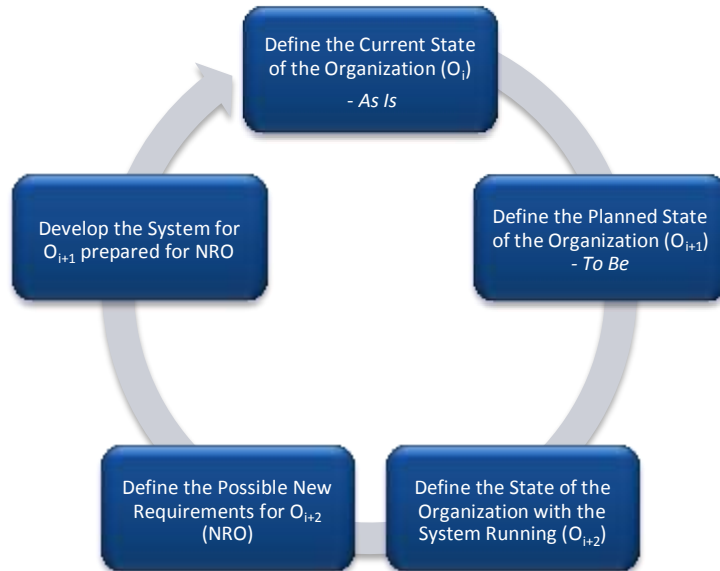 Define the Current State
of the Organization (Oi)
- As Is
Define the Planned State
of the Organization (Oi+1)
- To Be
Define the State of the
Organization with the
System Running (Oi+2)
Define the Possible New
Requirements for Oi+2
(NRO)
Develop the System for
Oi+1 prepared for NRO